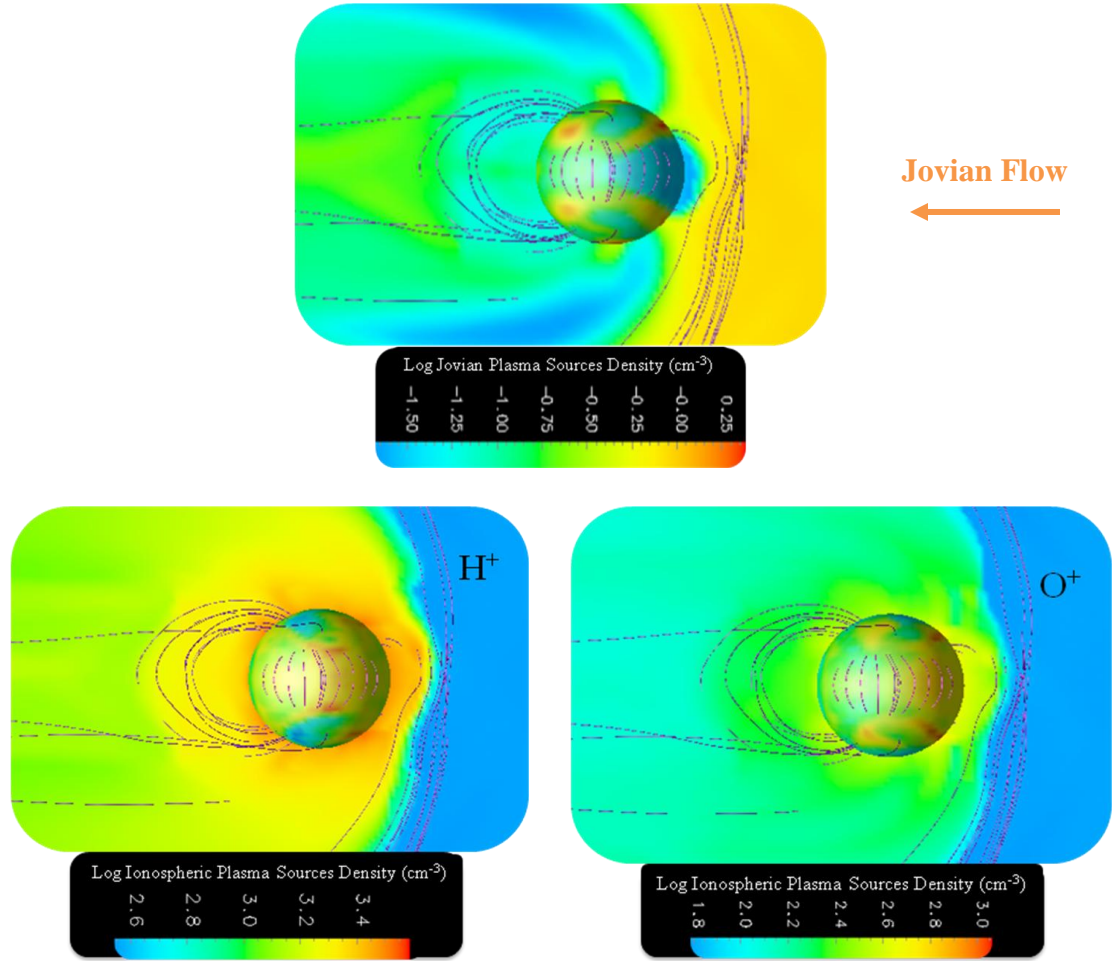 Jovian Flow
Log Jovian Plasma Sources Density (cm-3)
−1.50 −1.25 −1.00 −0.75 −0.50 −0.25 −0.00 0.25
H+
O+
Log Ionospheric Plasma Sources Density (cm-3)
2.6 2.8 3.0 3.2 3.4
Log Ionospheric Plasma Sources Density (cm-3)
1.8 2.0 2.2 2.4 2.6 2.8 3.0